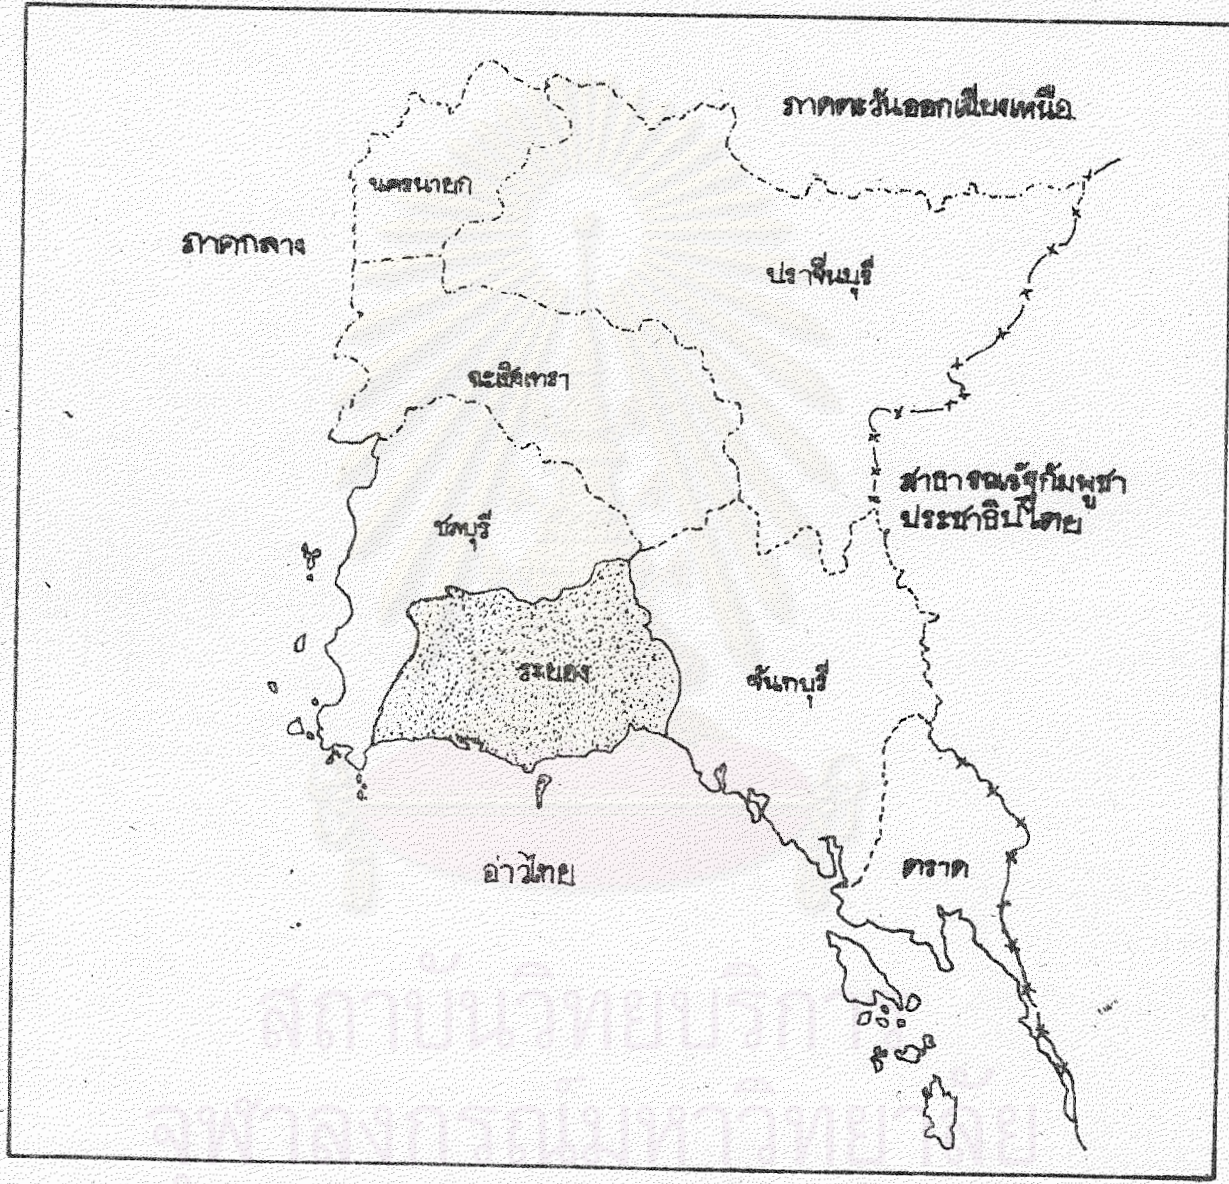 ภาคตะวันออกเฉียงเหนือ
นครนายก
ภาคกลาง
ปราจีนบุรี
ฉะเชิงเทรา
สาธารณรัฐกัมพูชา
ประชาธิปไตย
ชลบุรี
ระยอง
จันทบุรี
อ่าวไทย
ตราด